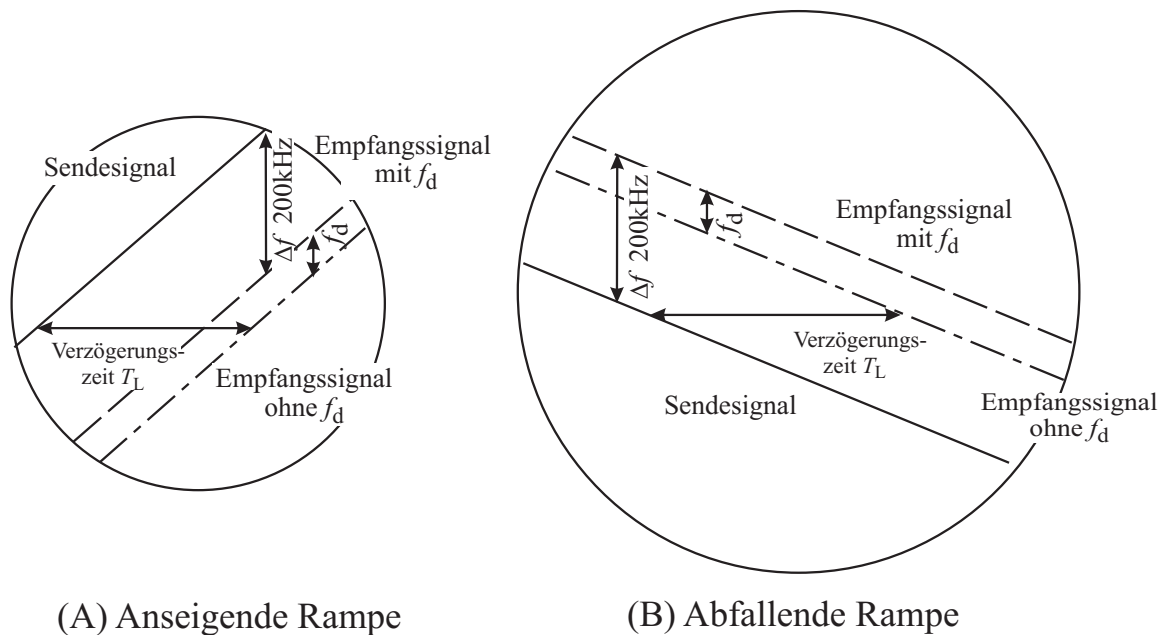 Sendesignal
Δf 200kHz
Empfangssignal
mit fd
fd
Verzögerungs-
zeit TL
Empfangssignal
ohne fd
(A) Anseigende Rampe
Δf 200kHz
fd
Empfangssignal
mit fd
Verzögerungs-
zeit TL
Sendesignal
Empfangssignal
ohne fd
(B) Abfallende Rampe